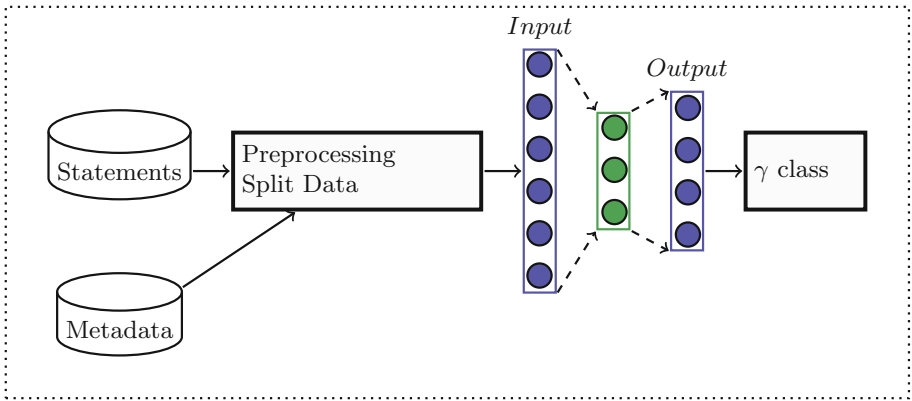 Input
Output
Statements
Preprocessing
Split Data
γ class
Metadata